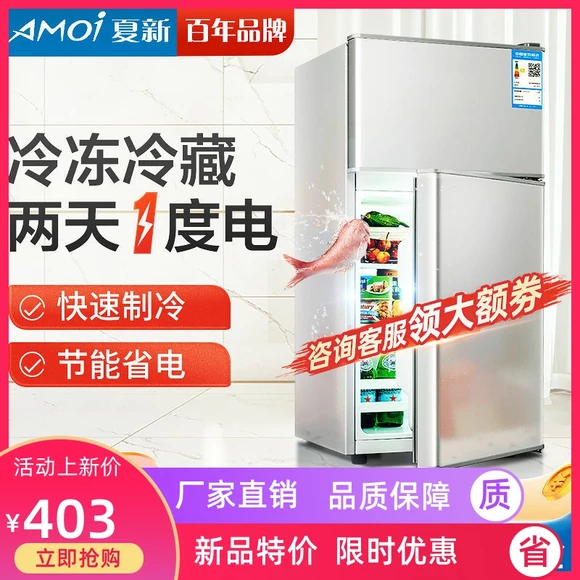 AMOi 夏新 百年品牌
冷冻冷藏
两天1度电
快速制冷
节能省电
咨询客服领大额券
活动上新价
¥403
立即抢购
厂家直销 品质保障 质
新品特价 限时优惠 省